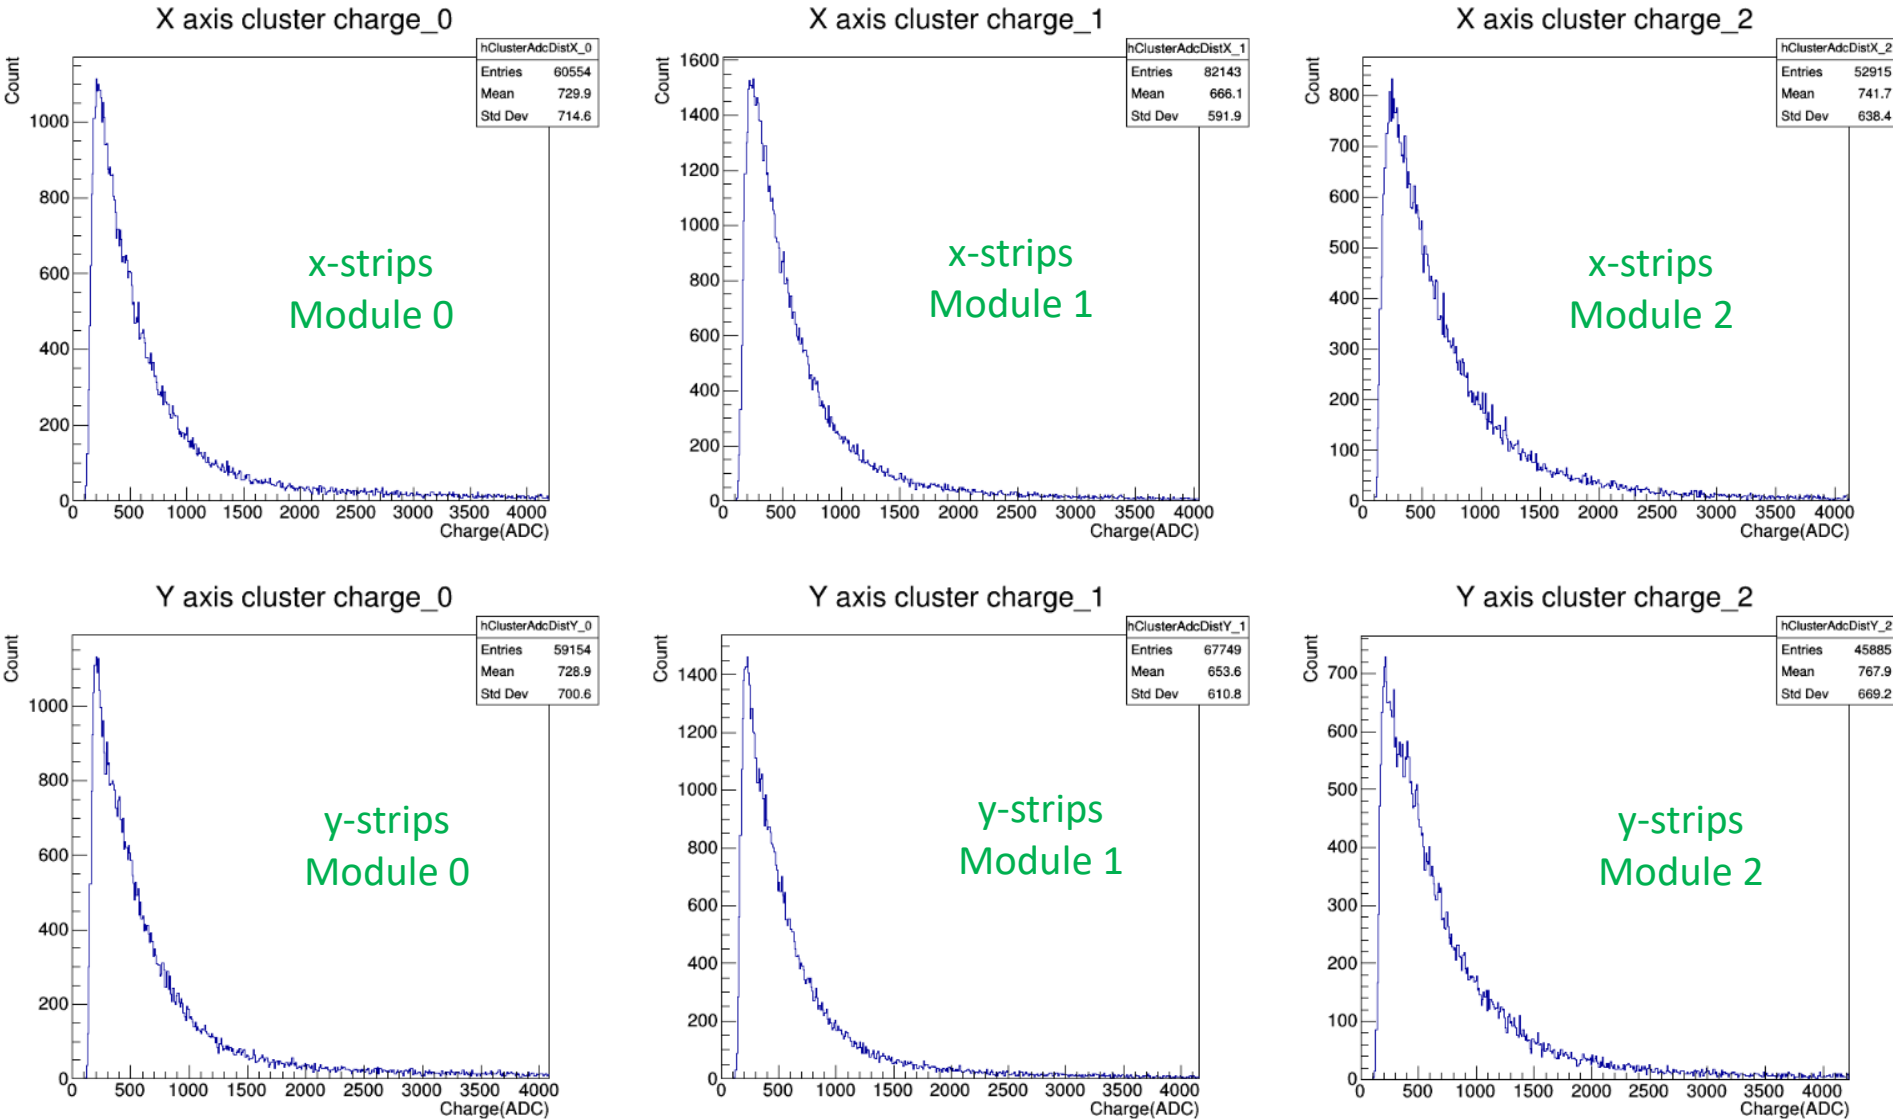 X axis cluster charge_0
hClusterAdcDistX_0
Entries 60554
Mean 729.9
Std Dev 714.6
Count
1000
800
600
400
200
0
0 500 1000 1500 2000 2500 3000 3500 4000
Charge(ADC)
x-strips
Module 0
X axis cluster charge_1
hClusterAdcDistX_1
Entries 82143
Mean 666.1
Std Dev 591.9
Count
1600
1400
1200
1000
800
600
400
200
0
0 500 1000 1500 2000 2500 3000 3500 4000
Charge(ADC)
x-strips
Module 1
X axis cluster charge_2
hClusterAdcDistX_2
Entries 52915
Mean 741.7
Std Dev 638.4
Count
800
700
600
500
400
300
200
100
0
0 500 1000 1500 2000 2500 3000 3500 4000
Charge(ADC)
x-strips
Module 2
Y axis cluster charge_0
hClusterAdcDistY_0
Entries 59154
Mean 728.9
Std Dev 700.6
Count
1000
800
600
400
200
0
0 500 1000 1500 2000 2500 3000 3500 4000
Charge(ADC)
y-strips
Module 0
Y axis cluster charge_1
hClusterAdcDistY_1
Entries 67749
Mean 653.6
Std Dev 610.8
Count
1400
1200
1000
800
600
400
200
0
0 500 1000 1500 2000 2500 3000 3500 4000
Charge(ADC)
y-strips
Module 1
Y axis cluster charge_2
hClusterAdcDistY_2
Entries 45885
Mean 767.9
Std Dev 669.2
Count
700
600
500
400
300
200
100
0
0 500 1000 1500 2000 2500 3000 3500 4000
Charge(ADC)
y-strips
Module 2